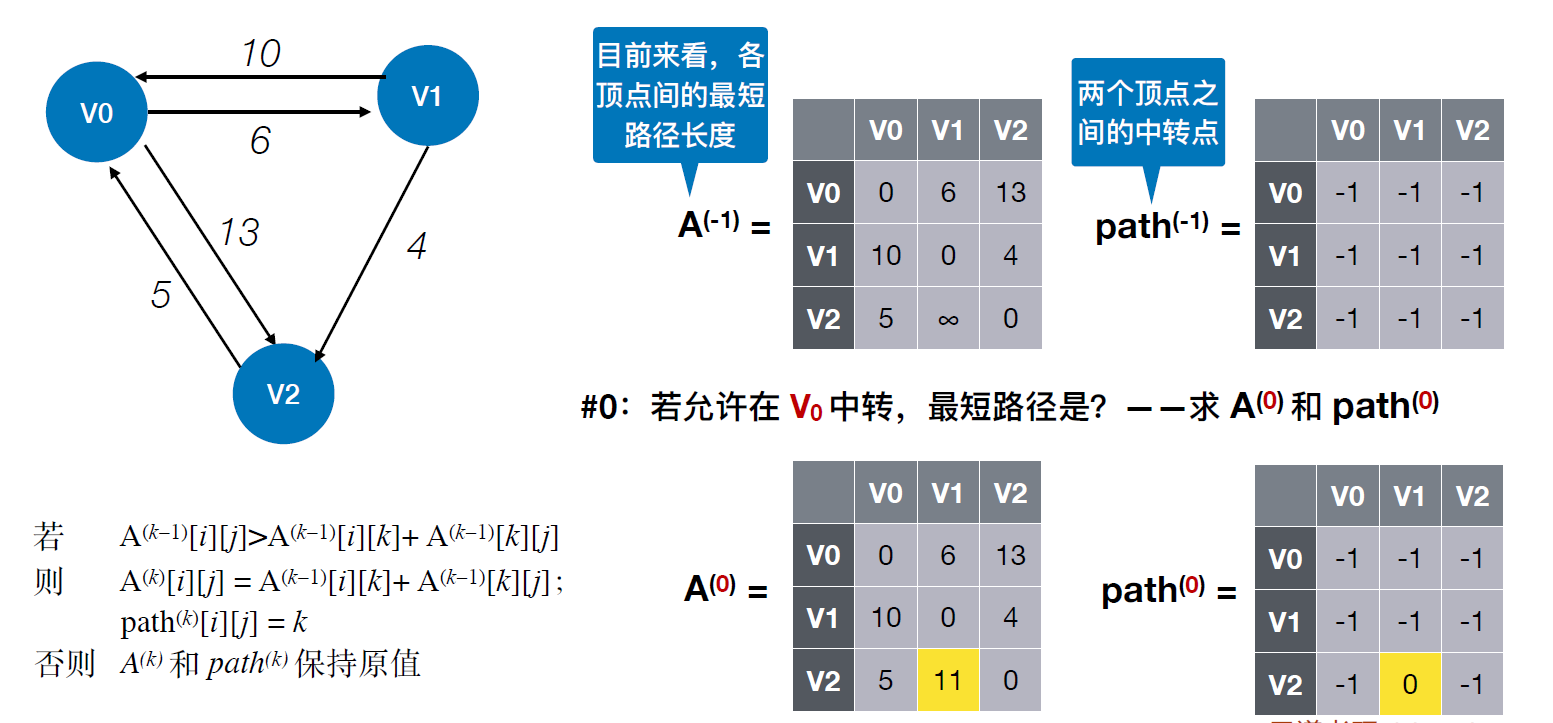 10
V0
V1
6
13
4
5
V2
目前来看，各
顶点间的最短
路径长度
A(-1) =
V0 V1 V2
V0 0 6 13
V1 10 0 4
V2 5 ∞ 0
两个顶点之
间的中转点
path(-1) =
V0 V1 V2
V0 -1 -1 -1
V1 -1 -1 -1
V2 -1 -1 -1
#0：若允许在 V0 中转，最短路径是？——求 A(0) 和 path(0)
若 A(k−1)[i][j]>A(k−1)[i][k]+ A(k−1)[k][j]
则 A(k)[i][j] = A(k−1)[i][k]+ A(k−1)[k][j] ;
path(k)[i][j] = k
否则 A(k) 和 path(k) 保持原值
A(0) =
V0 V1 V2
V0 0 6 13
V1 10 0 4
V2 5 11 0
path(0) =
V0 V1 V2
V0 -1 -1 -1
V1 -1 -1 -1
V2 -1 0 -1